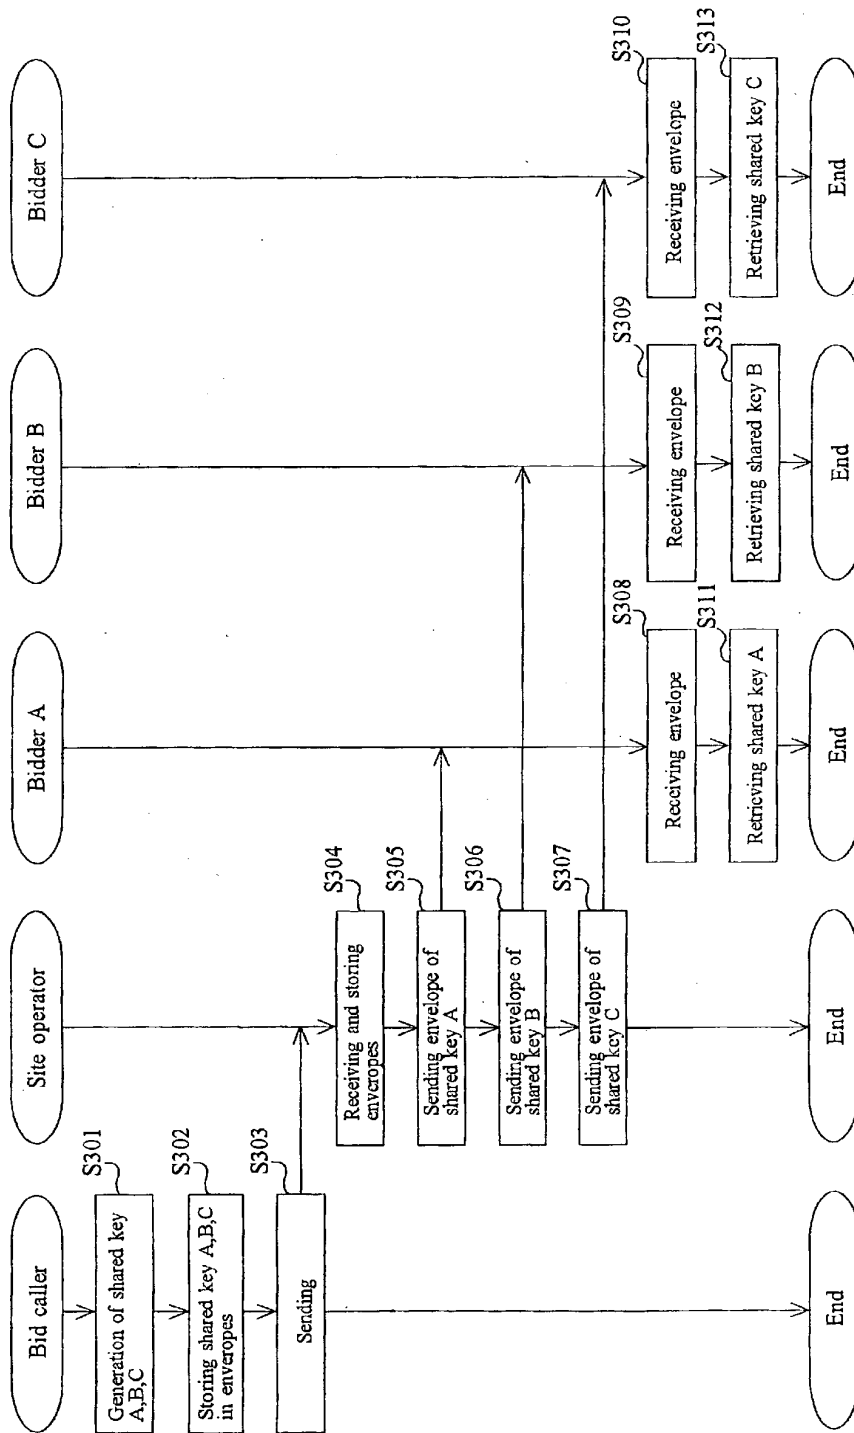 Bid caller
Site operator
Bidder A
Bidder B
Bidder C
S301
Generation of shared key
A,B,C
S302
Storing shared key A,B,C
in enveropes
S303
Sending
S304
Receiving and storing
enveropes
S305
Sending envelope of
shared key A
S306
Sending envelope of
shared key B
S307
Sending envelope of
shared key C
S308
Receiving envelope
S309
Receiving envelope
S310
Receiving envelope
S311
Retrieving shared key A
S312
Retrieving shared key B
S313
Retrieving shared key C
End
End
End
End
End